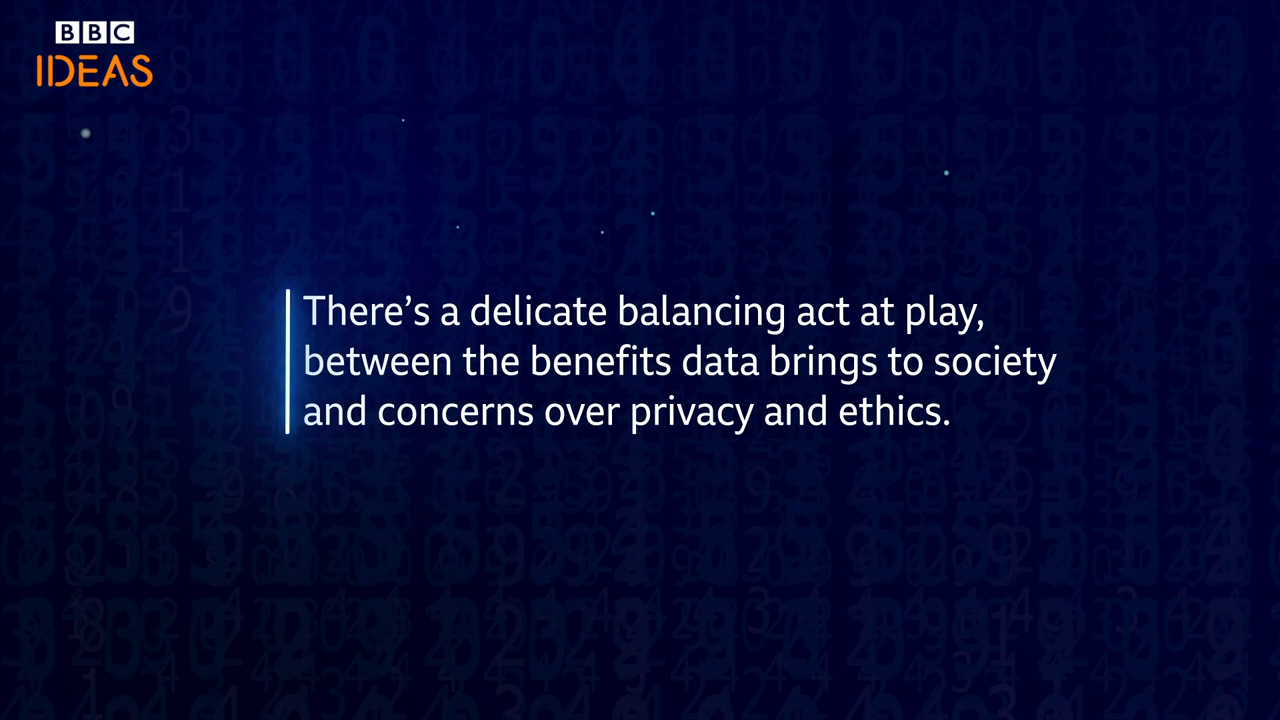 BBC
IDEAS
There’s a delicate balancing act at play,
between the benefits data brings to society
and concerns over privacy and ethics.